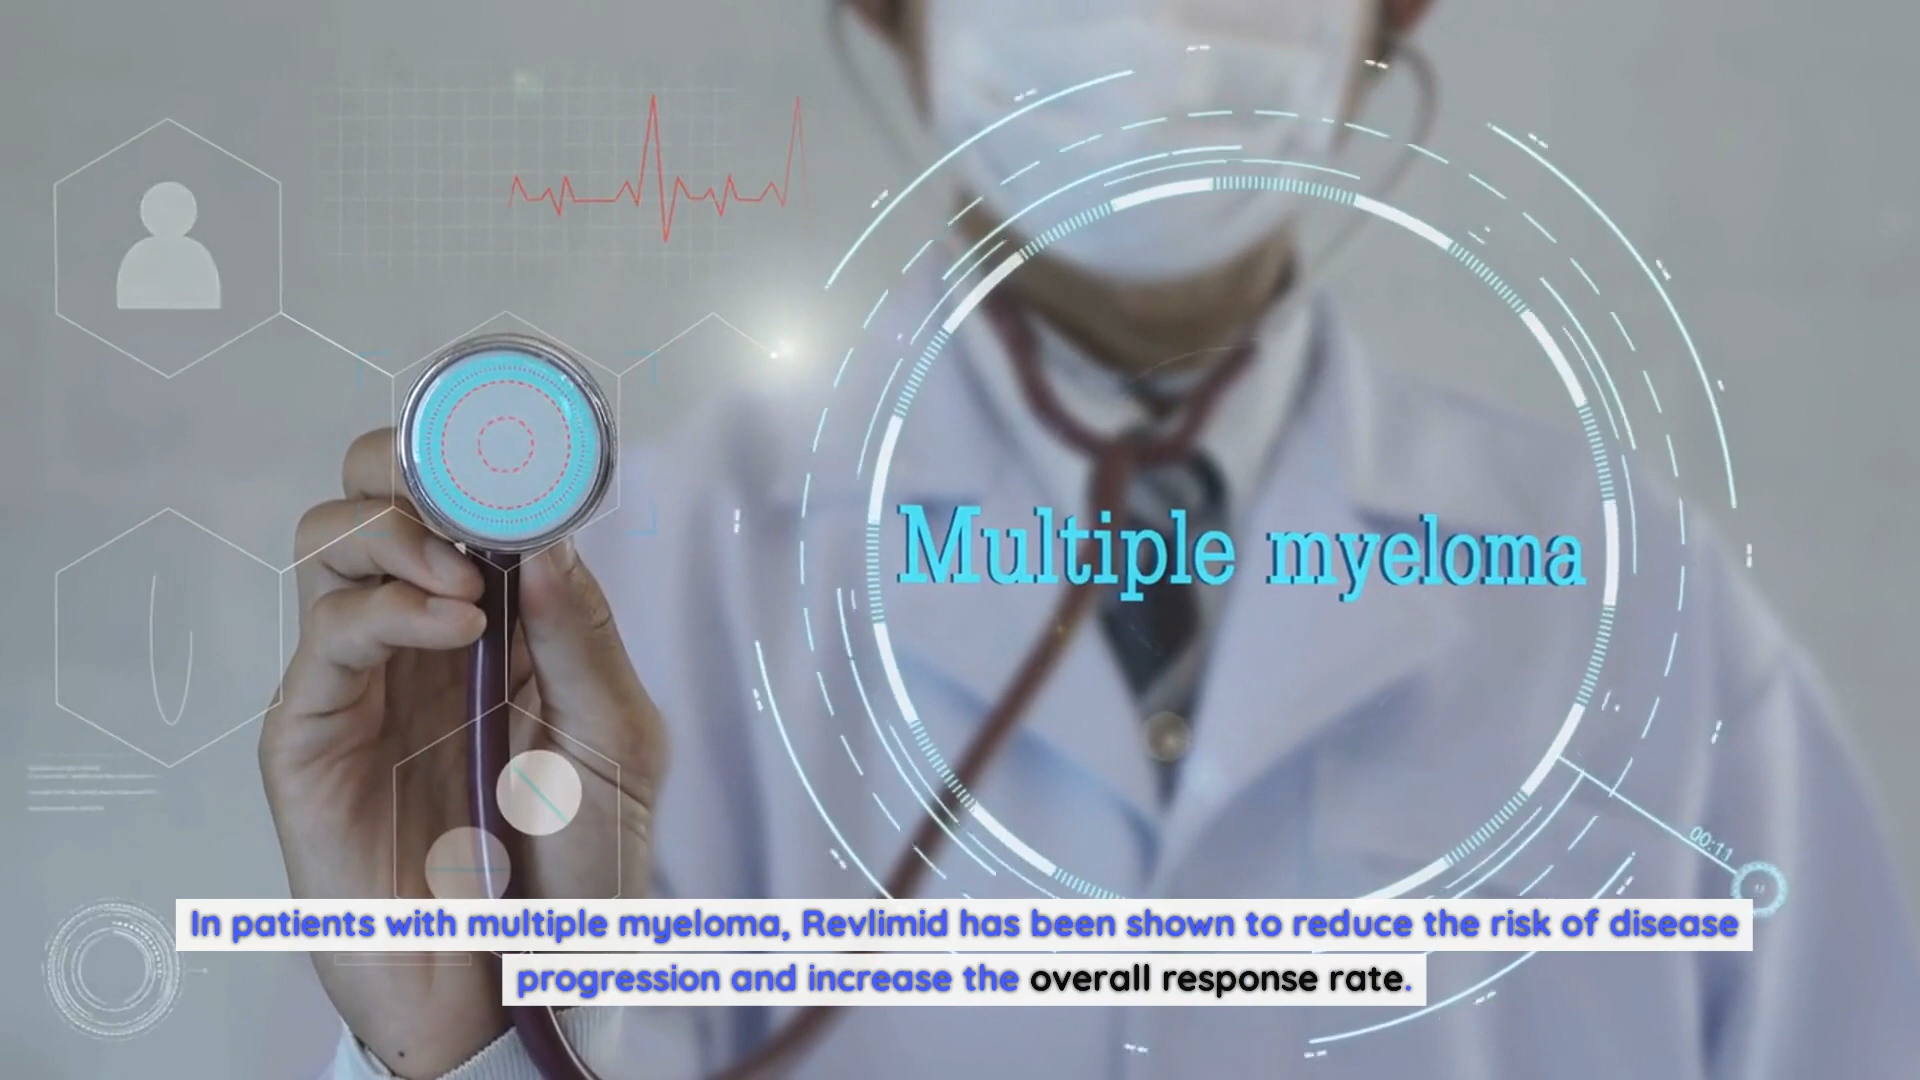 Multiple myeloma
00:11
In patients with multiple myeloma, Revlimid has been shown to reduce the risk of disease
progression and increase the overall response rate.